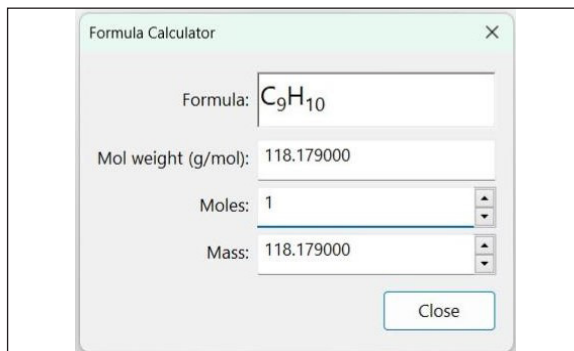 Formula Calculator
Formula: C₉H₁₀
Mol weight (g/mol): 118.179000
Moles: 1
Mass: 118.179000
Close